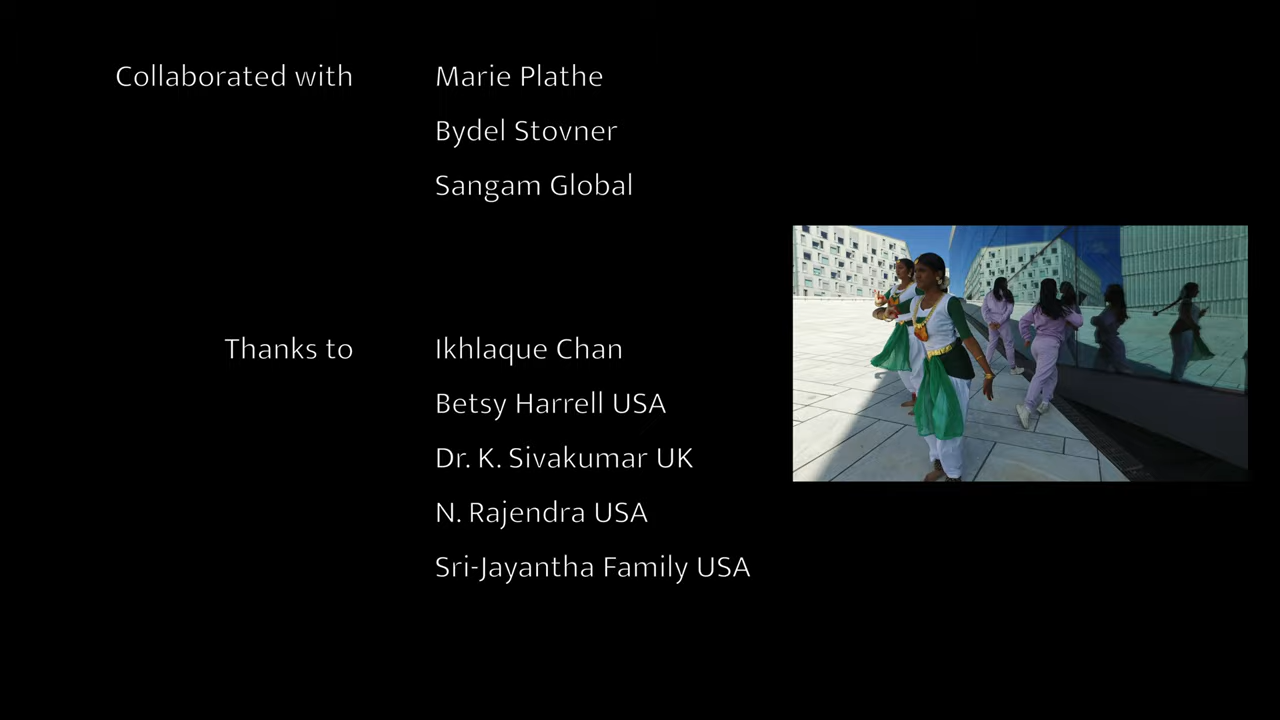 Collaborated with Marie Plathe
Bydel Stovner
Sangam Global
Thanks to Ikhlaque Chan
Betsy Harrell USA
Dr. K. Sivakumar UK
N. Rajendra USA
Sri-Jayantha Family USA